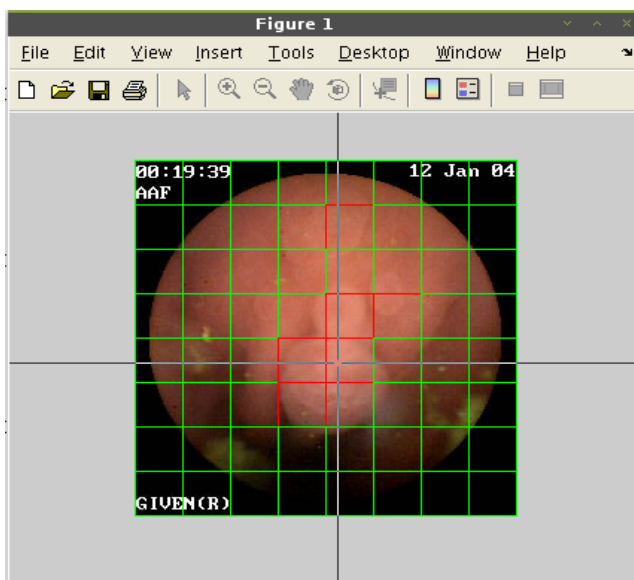 Figure 1
File Edit View Insert Tools Desktop Window Help
00:19:39 12 Jan 04
AAF
GIVEN(R)